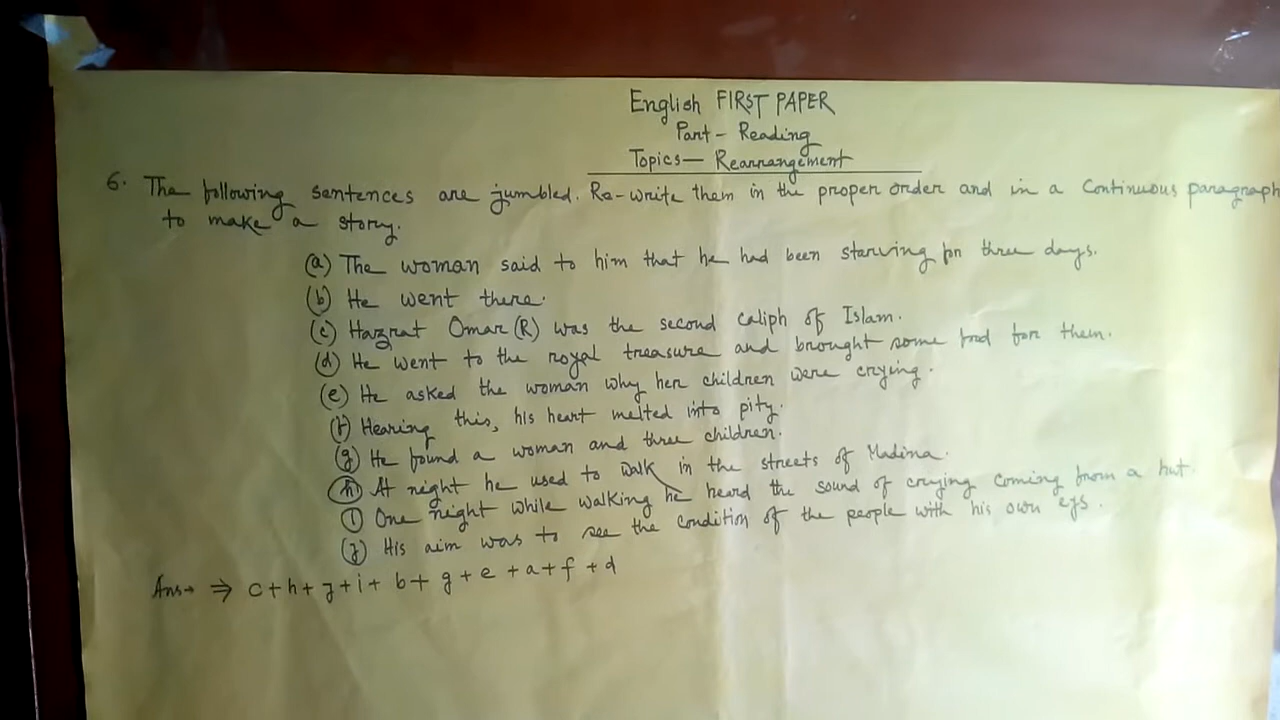 English FIRST PAPER
Part - Reading
Topics — Rearrangement
6. The following sentences are jumbled. Re-write them in the proper order and in a Continuous paragraph
to make a story.
(a) The woman said to him that he had been starving for three days.
(b) He went there.
(c) Hazrat Omar (R) was the second caliph of Islam.
(d) He went to the royal treasure and brought some food for them.
(e) He asked the woman why her children were crying.
(f) Hearing this, his heart melted into pity.
(g) He found a woman and three children.
(h) At night he used to walk in the streets of Madina.
(i) One night while walking he heard the sound of crying coming from a hut.
(j) His aim was to see the condition of the people with his own eys.
Ans → ⇒ c+h+j+i+ b+ g+e +a+f +d